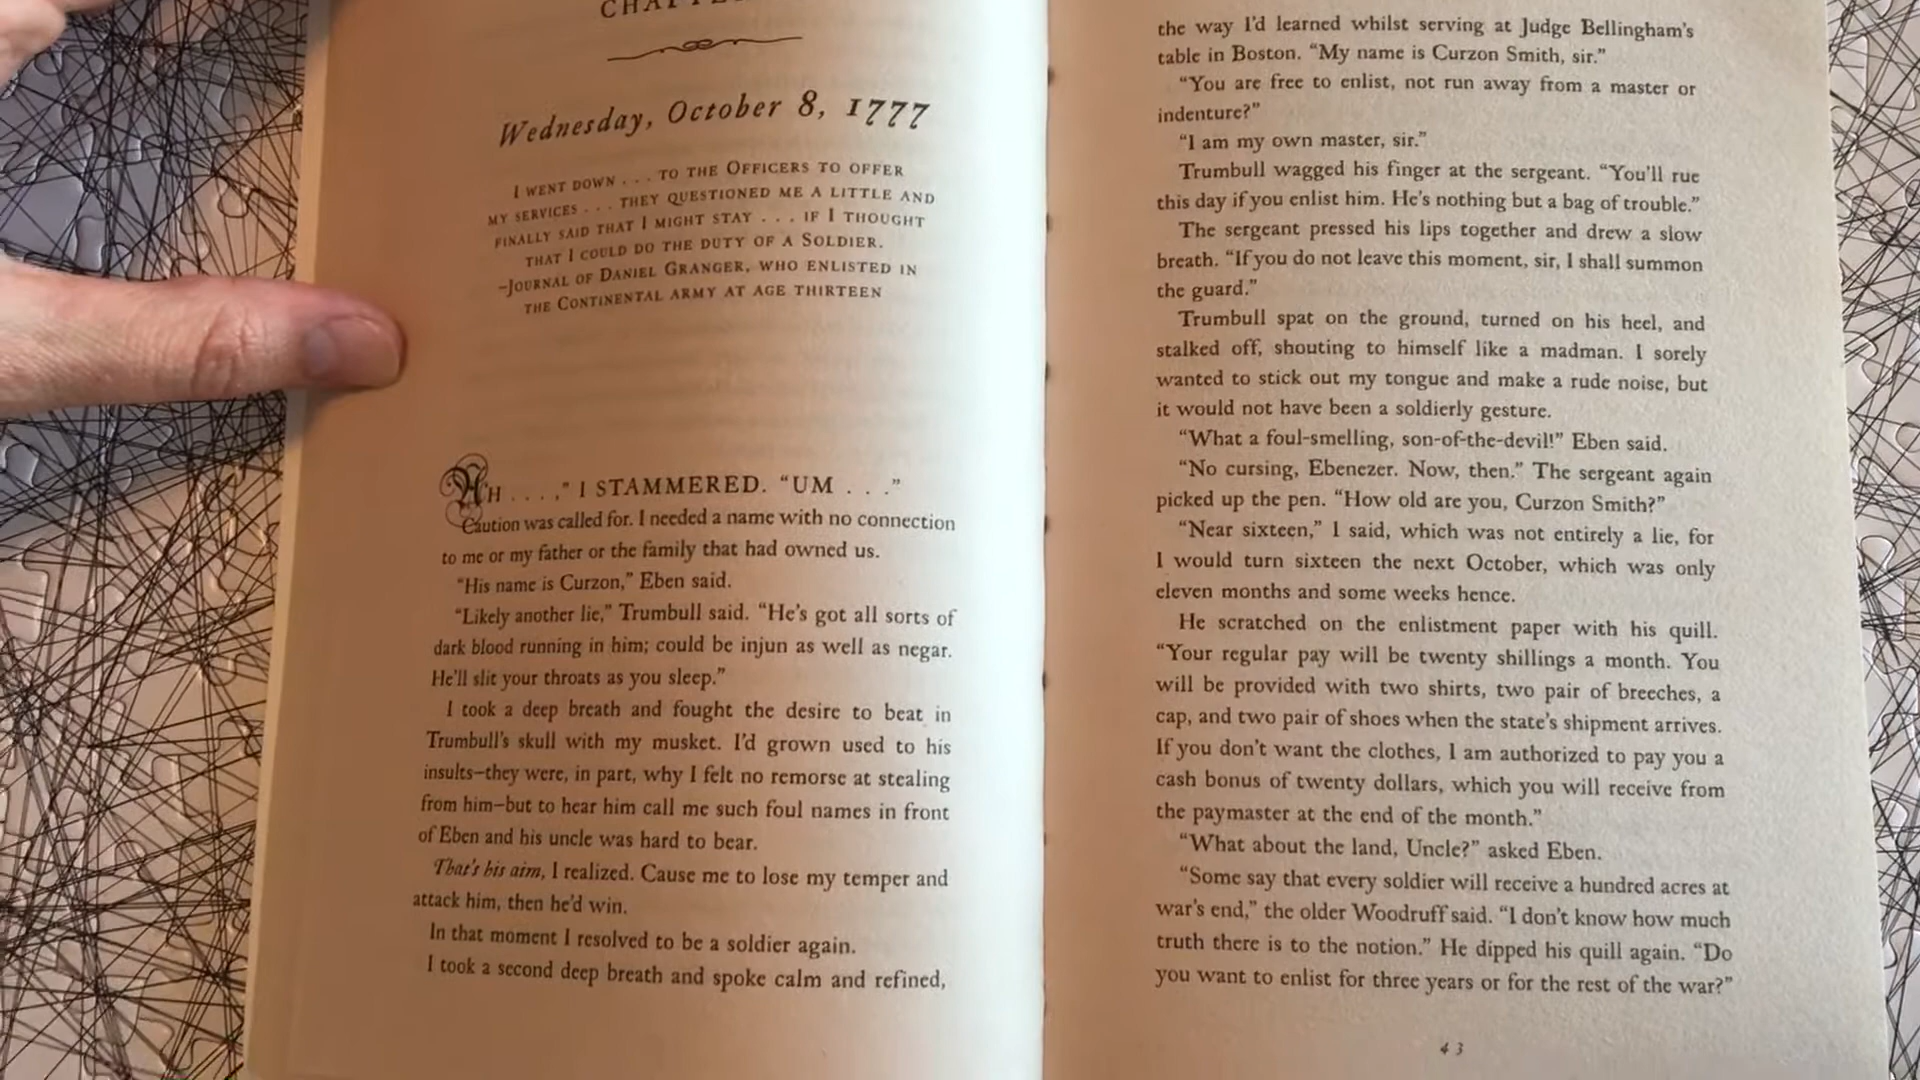 CHAPTER
Wednesday, October 8, 1777
I WENT DOWN . . . TO THE OFFICERS TO OFFER
MY SERVICES . . . THEY QUESTIONED ME A LITTLE AND
FINALLY SAID THAT I MIGHT STAY . . . IF I THOUGHT
THAT I COULD DO THE DUTY OF A SOLDIER.
–JOURNAL OF DANIEL GRANGER, WHO ENLISTED IN
THE CONTINENTAL ARMY AT AGE THIRTEEN
AH . . . ,” I STAMMERED. “UM . . .”
Caution was called for. I needed a name with no connection
to me or my father or the family that had owned us.
“His name is Curzon,” Eben said.
“Likely another lie,” Trumbull said. “He’s got all sorts of
dark blood running in him; could be injun as well as negar.
He’ll slit your throats as you sleep.”
I took a deep breath and fought the desire to beat in
Trumbull’s skull with my musket. I’d grown used to his
insults—they were, in part, why I felt no remorse at stealing
from him—but to hear him call me such foul names in front
of Eben and his uncle was hard to bear.
That’s his aim, I realized. Cause me to lose my temper and
attack him, then he’d win.
In that moment I resolved to be a soldier again.
I took a second deep breath and spoke calm and refined,
the way I’d learned whilst serving at Judge Bellingham’s
table in Boston. “My name is Curzon Smith, sir.”
“You are free to enlist, not run away from a master or
indenture?”
“I am my own master, sir.”
Trumbull wagged his finger at the sergeant. “You’ll rue
this day if you enlist him. He’s nothing but a bag of trouble.”
The sergeant pressed his lips together and drew a slow
breath. “If you do not leave this moment, sir, I shall summon
the guard.”
Trumbull spat on the ground, turned on his heel, and
stalked off, shouting to himself like a madman. I sorely
wanted to stick out my tongue and make a rude noise, but
it would not have been a soldierly gesture.
“What a foul-smelling, son-of-the-devil!” Eben said.
“No cursing, Ebenezer. Now, then.” The sergeant again
picked up the pen. “How old are you, Curzon Smith?”
“Near sixteen,” I said, which was not entirely a lie, for
I would turn sixteen the next October, which was only
eleven months and some weeks hence.
He scratched on the enlistment paper with his quill.
“Your regular pay will be twenty shillings a month. You
will be provided with two shirts, two pair of breeches, a
cap, and two pair of shoes when the state’s shipment arrives.
If you don’t want the clothes, I am authorized to pay you a
cash bonus of twenty dollars, which you will receive from
the paymaster at the end of the month.”
“What about the land, Uncle?” asked Eben.
“Some say that every soldier will receive a hundred acres at
war’s end,” the older Woodruff said. “I don’t know how much
truth there is to the notion.” He dipped his quill again. “Do
you want to enlist for three years or for the rest of the war?”
43